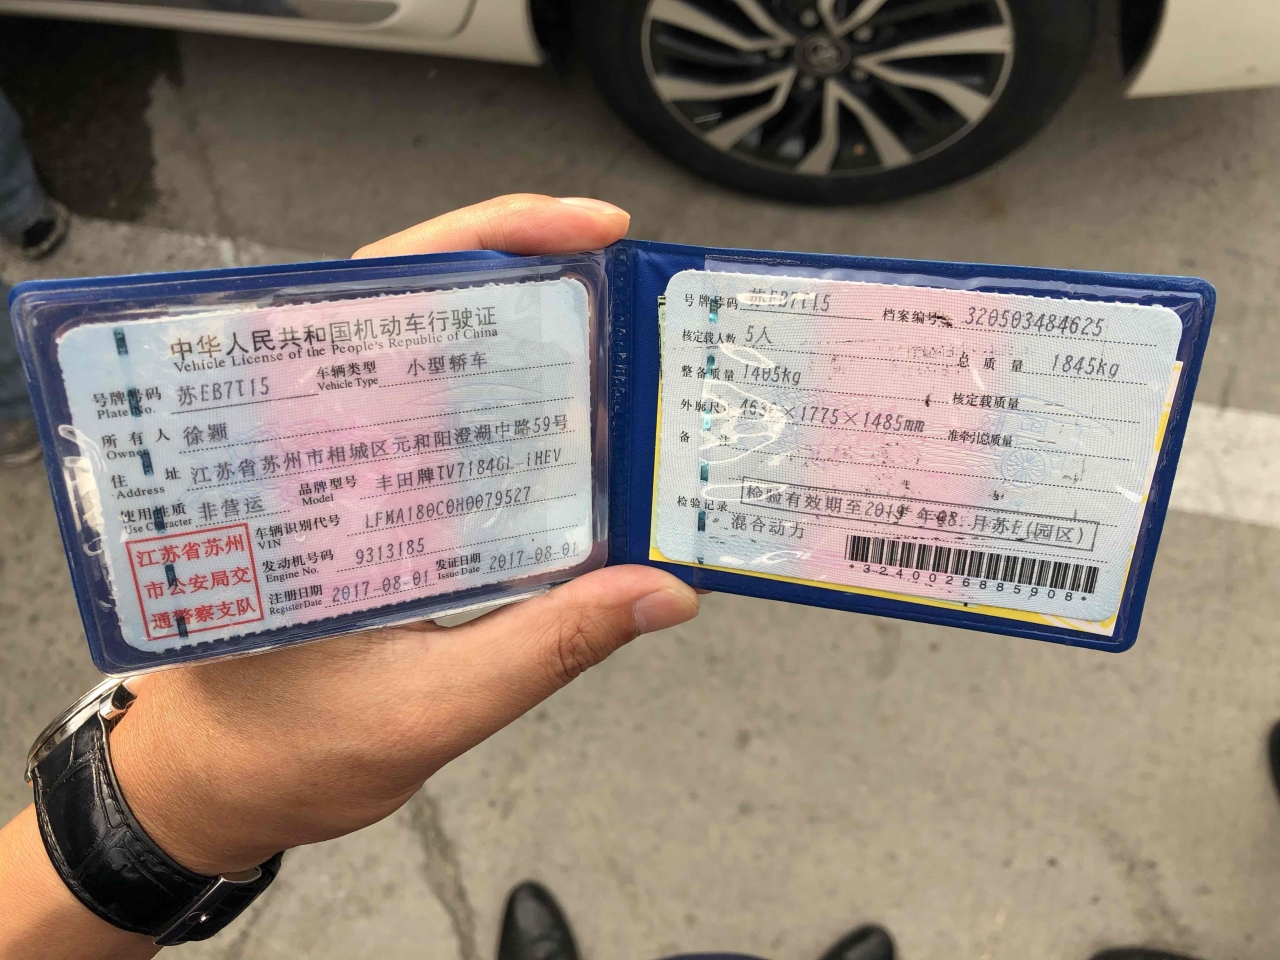 中华人民共和国机动车行驶证
Vehicle License of the People's Republic of China
号牌号码 苏EB7T15 车辆类型 小型轿车
Plate No. Vehicle Type
所有人 徐颖
Owner
住址 江苏省苏州市相城区元和阳澄湖中路59号
Address
使用性质 非营运 品牌型号 丰田牌TV7184GL-iHEV
Use Character Model
江苏省苏州
市公安局交
通警察支队
车辆识别代号 LFMA180C0H0079527
VIN
发动机号码 9313185
Engine No.
注册日期 2017-08-01 发证日期 2017-08-01
Register Date Issue Date
号牌号码 苏EB7T15 档案编号 320503484625
核定载人数 5人 总质量 1845kg
整备质量 1405kg 核定载质量
外廓尺寸 ×1775×1485mm 准牵引总质量
备注
检验记录 检验有效期至2019年08月苏E(园区)
混合动力
*3240026885908*